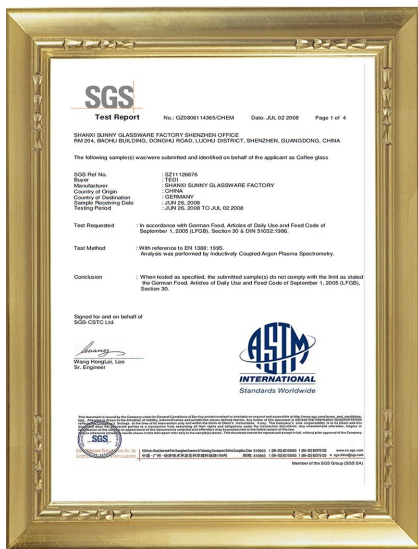 SGS
Test Report No.: GZ0806114365/CHEM Date: JUL 02 2008 Page 1 of 4
SHANXI SUNNY GLASSWARE FACTORY SHENZHEN OFFICE
RM 204, BAOHU BUILDING, DONGHU ROAD, LUOHU DISTRICT, SHENZHEN, GUANGDONG, CHINA
The following sample(s) was/were submitted and identified on behalf of the applicant as Coffee glass
SGS Ref No. : SZ11126876
Buyer : TEDI
Manufacturer : SHANXI SUNNY GLASSWARE FACTORY
Country of Origin : CHINA
Country of Destination : GERMANY
Sample Receiving Date : JUN 26, 2006
Testing Period : JUN 26, 2008 TO JUL 02 2008
Test Requested : In accordance with German Food, Articles of Daily Use and Feed Code of
September 1, 2005 (LFGB), Section 30 & DIN 51032:1986.
Test Method : With reference to EN 1388: 1995.
Analysis was performed by Inductively Coupled Argon Plasma Spectrometry.
Conclusion : When tested as specified, the submitted sample(s) do not comply with the limit as stated
the German Food, Articles of Daily Use and Feed Code of September 1, 2005 (LFGB),
Section 30.
Signed for and on behalf of
SGS-CSTC Ltd.
Wang HongLei, Leo
Sr. Engineer
ASTM
INTERNATIONAL
Standards Worldwide
SGS
www.cn.sgs.com
Member of the SGS Group (SGS SA)